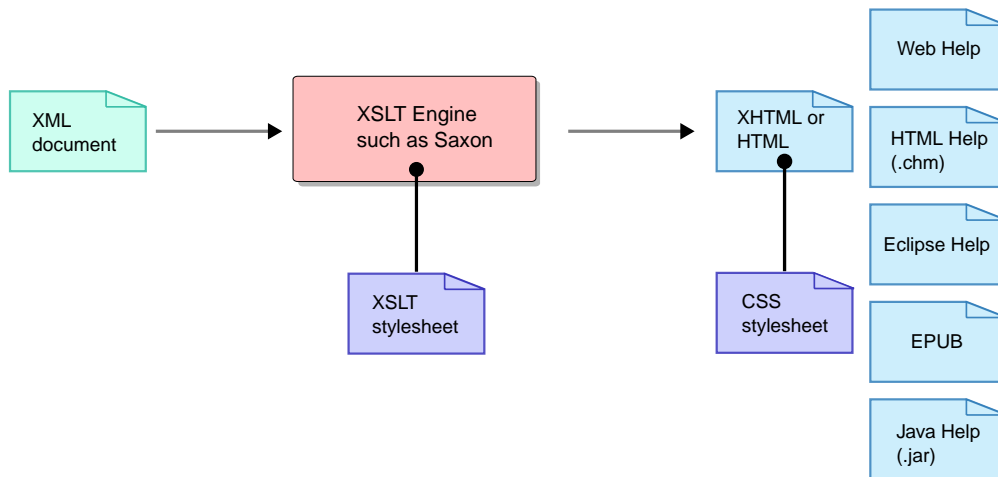 XML
document
XSLT Engine
such as Saxon
XSLT
stylesheet
XHTML or
HTML
CSS
stylesheet
Web Help
HTML Help
(.chm)
Eclipse Help
EPUB
Java Help
(.jar)